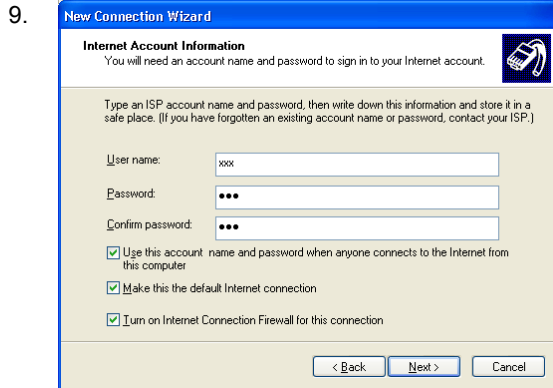 9.
New Connection Wizard
Internet Account Information
You will need an account name and password to sign in to your Internet account.
Type an ISP account name and password, then write down this information and store it in a
safe place. (If you have forgotten an existing account name or password, contact your ISP.)
User name:
xxx
Password:
•••
Confirm password:
•••
Use this account name and password when anyone connects to the Internet from
this computer
Make this the default Internet connection
Turn on Internet Connection Firewall for this connection
< Back
Next >
Cancel